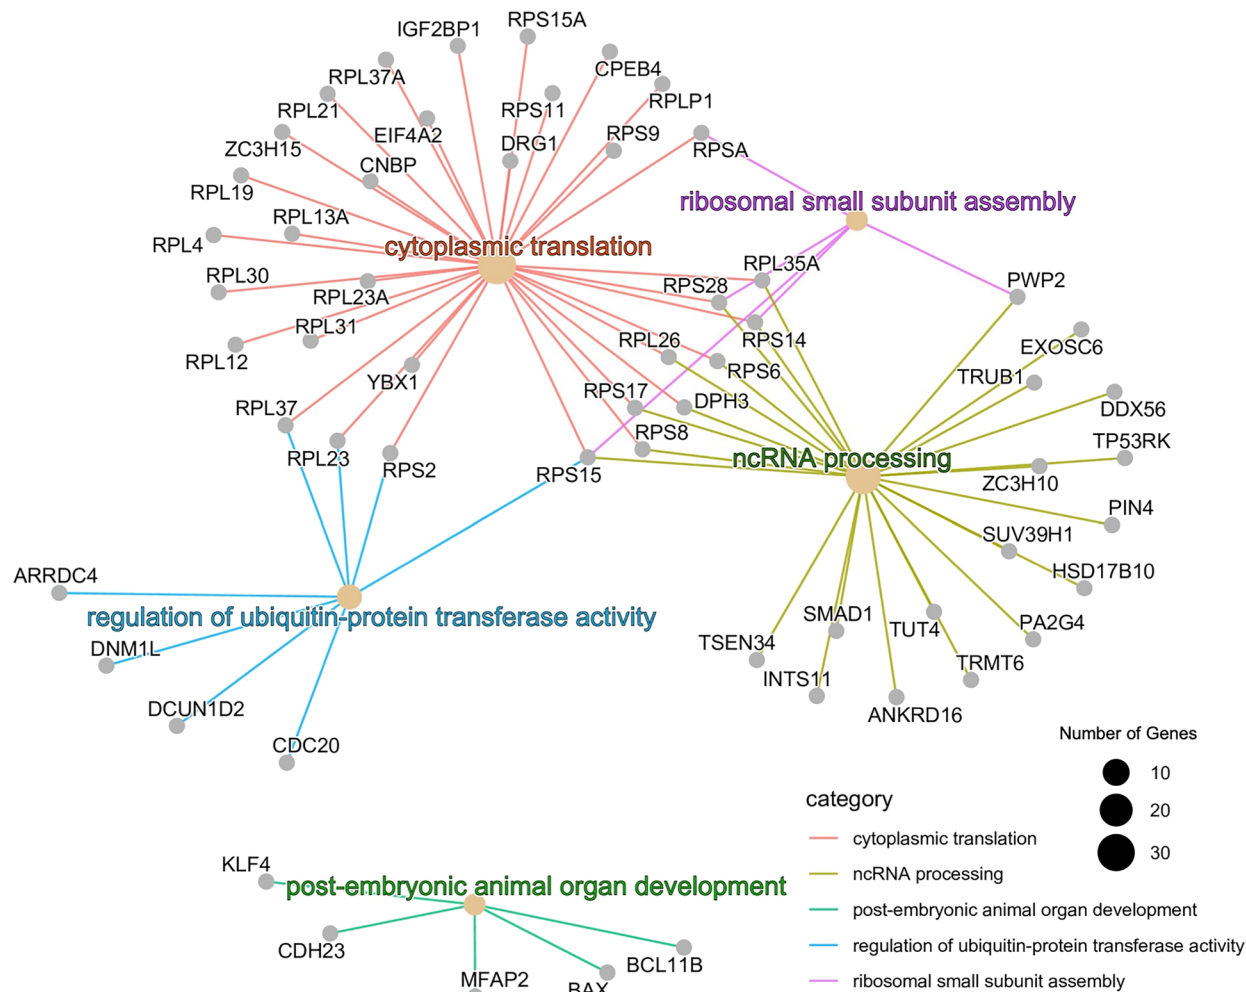 RPS15A
IGF2BP1
CPEB4
RPL37A
RPLP1
RPL21
RPS11
EIF4A2
RPS9
ZC3H15
DRG1
RPSA
CNBP
RPL19
ribosomal small subunit assembly
RPL13A
RPL4
cytoplasmic translation
RPL35A
RPL30
RPS28
PWP2
RPL23A
RPL31
RPL26
RPS14
EXOSC6
RPL12
RPS6
TRUB1
YBX1
RPS17
DPH3
RPL37
DDX56
RPS8
TP53RK
RPL23
RPS2
RPS15
ncRNA processing
ZC3H10
PIN4
SUV39H1
HSD17B10
ARRDC4
regulation of ubiquitin-protein transferase activity
SMAD1
TUT4
PA2G4
DNM1L
TSEN34
TRMT6
INTS11
DCUN1D2
ANKRD16
CDC20
Number of Genes
10
20
30
category
cytoplasmic translation
ncRNA processing
post-embryonic animal organ development
regulation of ubiquitin-protein transferase activity
ribosomal small subunit assembly
KLF4
post-embryonic animal organ development
CDH23
BCL11B
MFAP2
BAX